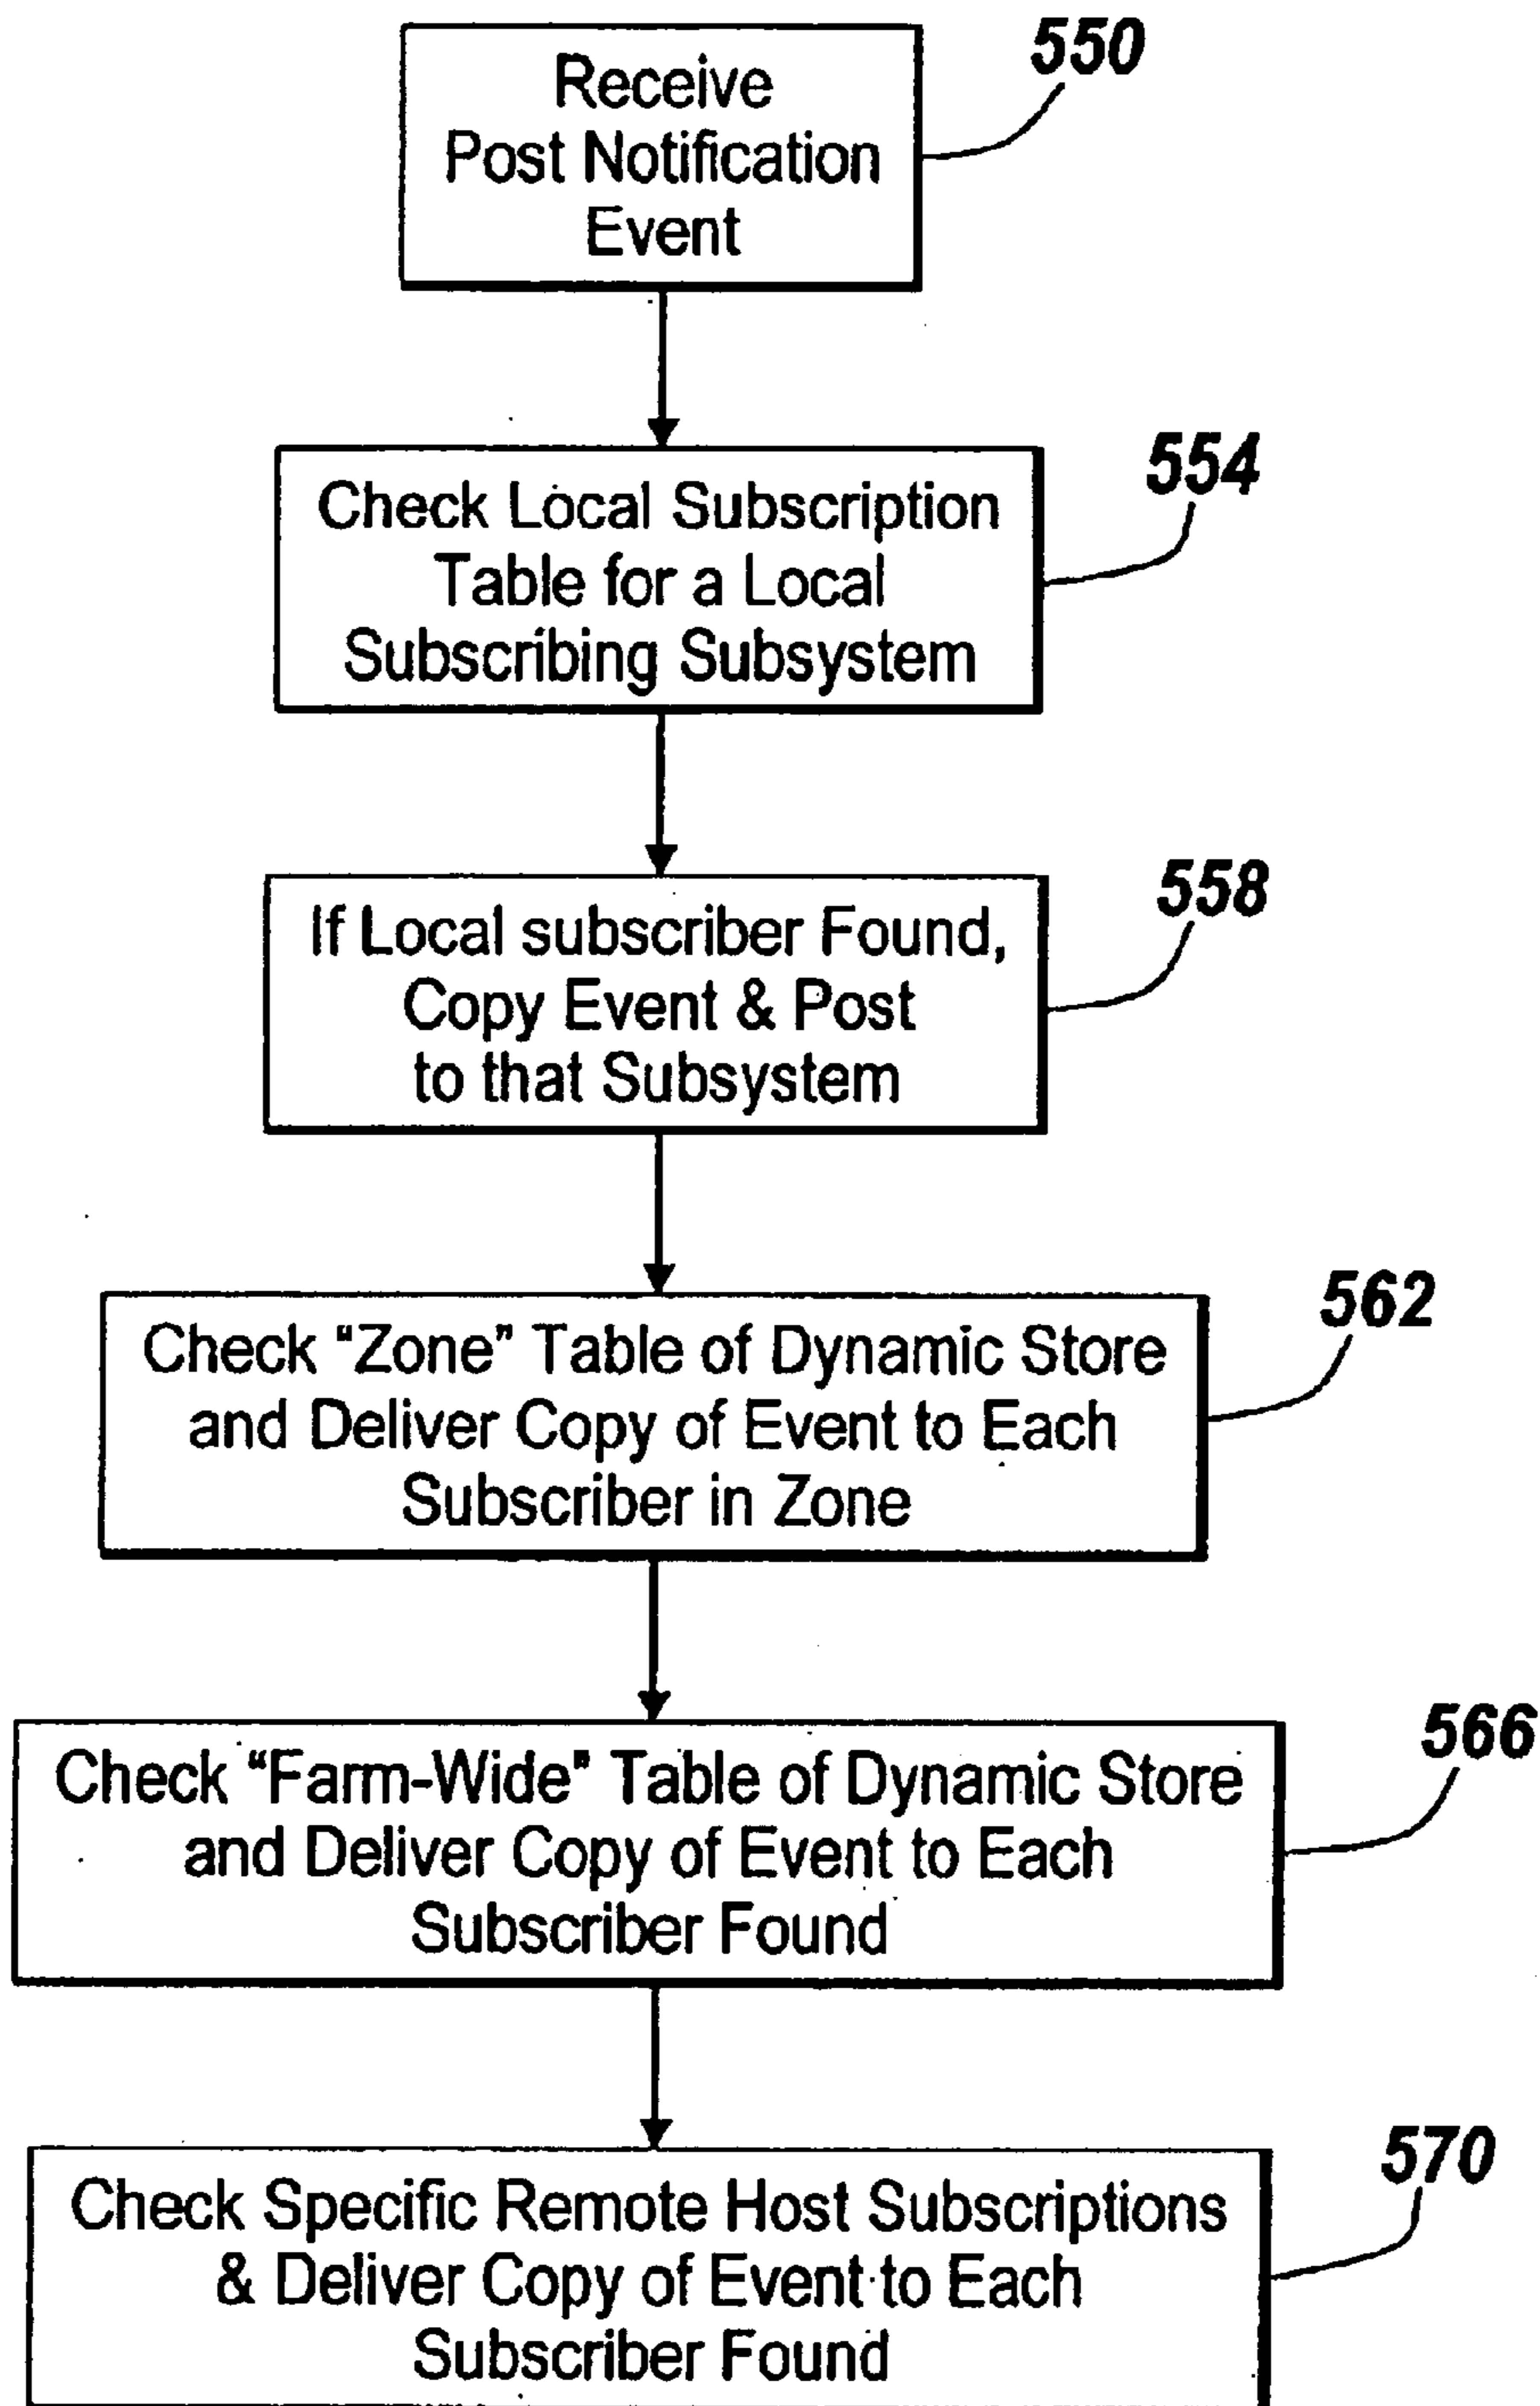 Receive
Post Notification
Event
550
Check Local Subscription
Table for a Local
Subscribing Subsystem
554
If Local subscriber Found,
Copy Event & Post
to that Subsystem
558
Check “Zone” Table of Dynamic Store
and Deliver Copy of Event to Each
Subscriber in Zone
562
Check “Farm-Wide” Table of Dynamic Store
and Deliver Copy of Event to Each
Subscriber Found
566
Check Specific Remote Host Subscriptions
& Deliver Copy of Event to Each
Subscriber Found
570